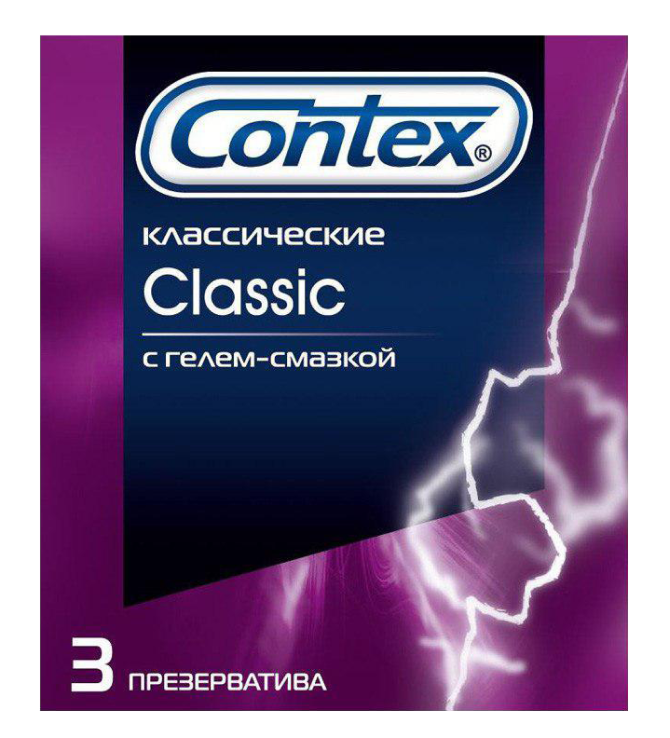 Contex®
классические
Classic
с гелем-смазкой
3 ПРЕЗЕРВАТИВА